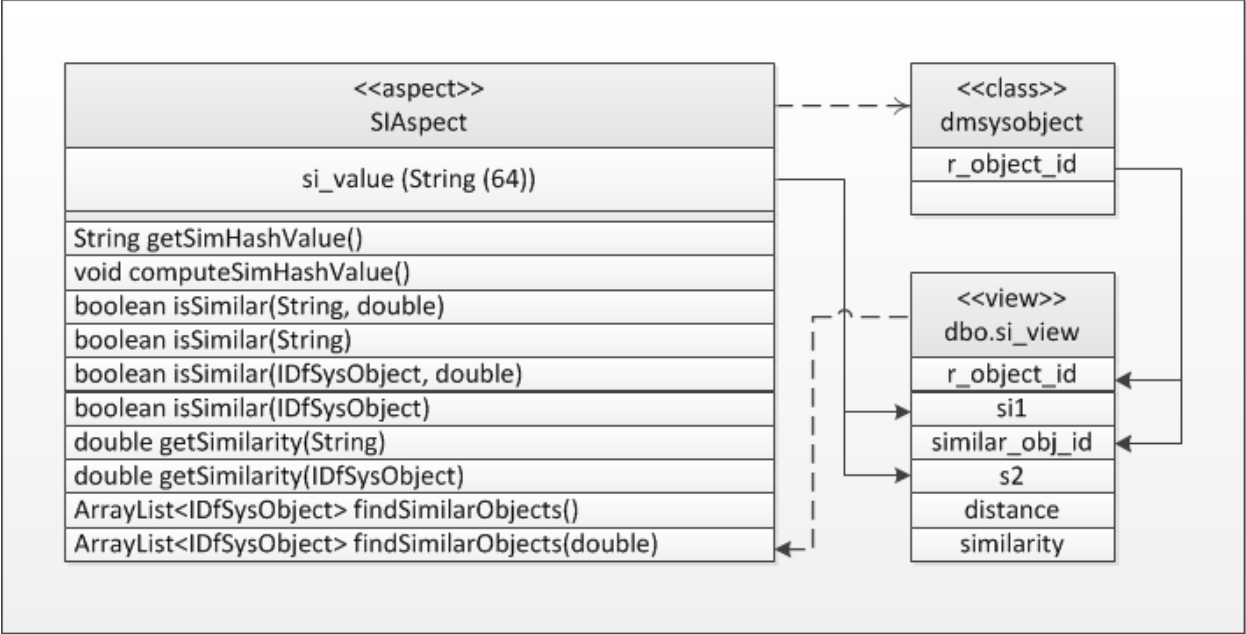 <<aspect>>
SIAspect
si_value (String (64))
String getSimHashValue()
void computeSimHashValue()
boolean isSimilar(String, double)
boolean isSimilar(String)
boolean isSimilar(IDfSysObject, double)
boolean isSimilar(IDfSysObject)
double getSimilarity(String)
double getSimilarity(IDfSysObject)
ArrayList<IDfSysObject> findSimilarObjects()
ArrayList<IDfSysObject> findSimilarObjects(double)
<<class>>
dmsysobject
r_object_id
<<view>>
dbo.si_view
r_object_id
si1
similar_obj_id
s2
distance
similarity